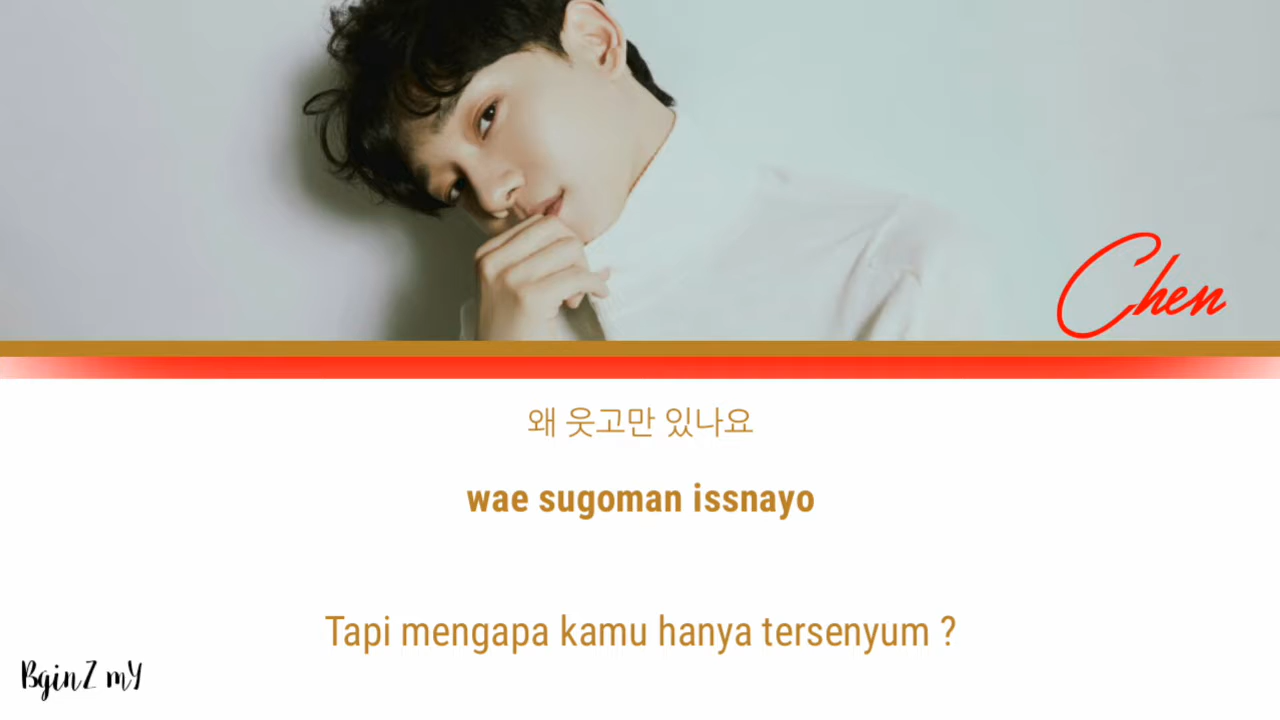 Chen
왜 웃고만 있나요
wae sugoman issnayo
Tapi mengapa kamu hanya tersenyum ?
BginZ mY